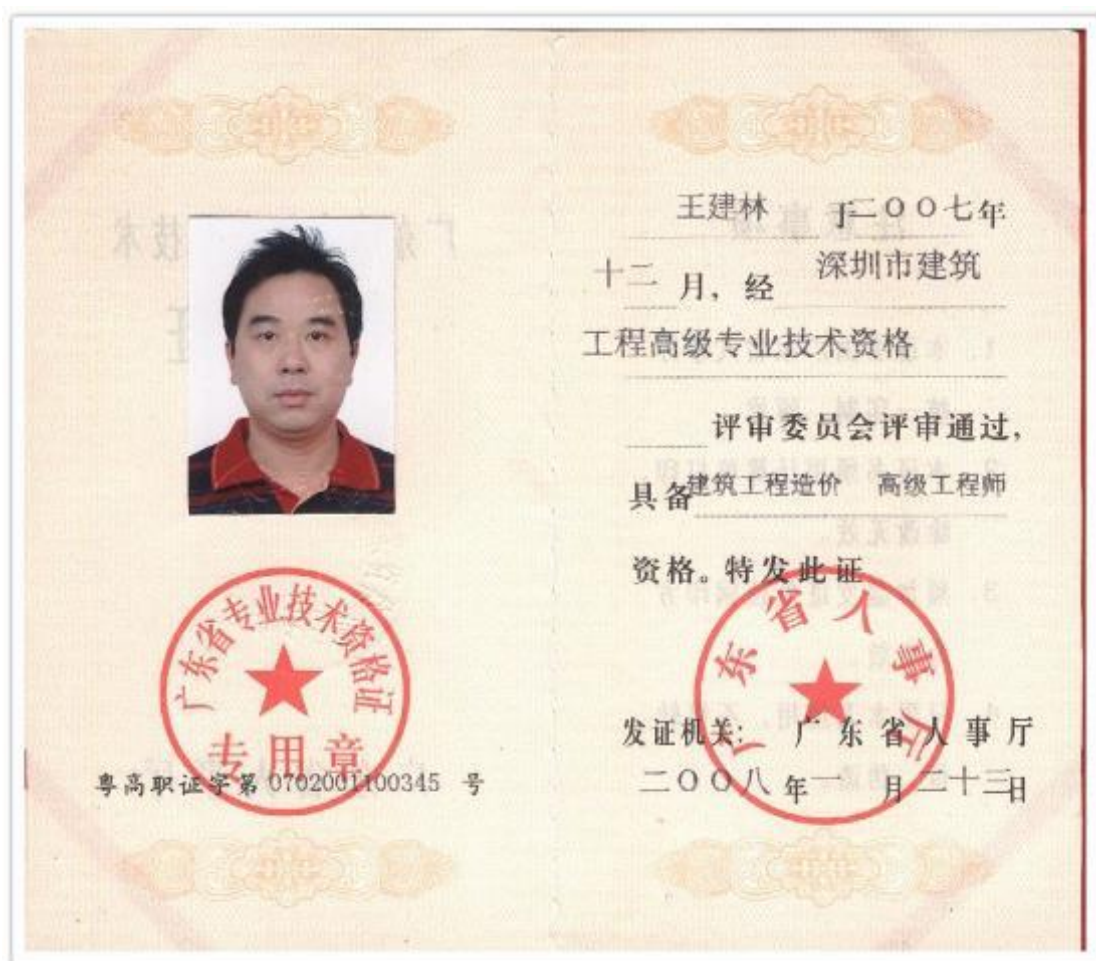 广东省专业技术资格证
专用章
粤高职证字第 0702001100345 号
王建林 于二〇〇七年
十二 月，经 深圳市建筑
工程高级专业技术资格
评审委员会评审通过，
具备 建筑工程造价 高级工程师
资格。特发此证
广东省人事厅
发证机关： 广东省人事厅
二〇〇八 年 一 月 二十三日